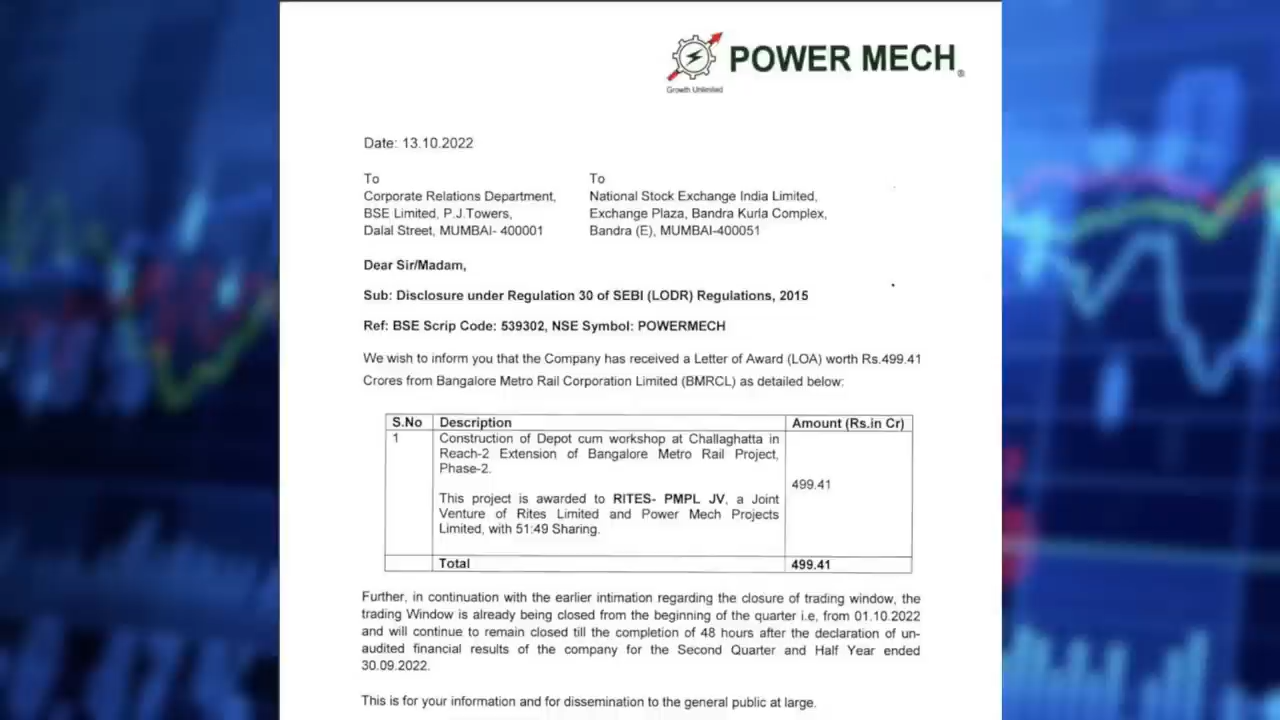 POWER MECH®
Growth Unlimited
Date: 13.10.2022
To
Corporate Relations Department,
BSE Limited, P.J.Towers,
Dalal Street, MUMBAI- 400001
To
National Stock Exchange India Limited,
Exchange Plaza, Bandra Kurla Complex,
Bandra (E), MUMBAI-400051
Dear Sir/Madam,
Sub: Disclosure under Regulation 30 of SEBI (LODR) Regulations, 2015
Ref: BSE Scrip Code: 539302, NSE Symbol: POWERMECH
We wish to inform you that the Company has received a Letter of Award (LOA) worth Rs.499.41
Crores from Bangalore Metro Rail Corporation Limited (BMRCL) as detailed below:
S.No Description Amount (Rs.in Cr)
1 Construction of Depot cum workshop at Challaghatta in
Reach-2 Extension of Bangalore Metro Rail Project,
Phase-2.
499.41
This project is awarded to RITES- PMPL JV, a Joint
Venture of Rites Limited and Power Mech Projects
Limited, with 51:49 Sharing.
Total 499.41
Further, in continuation with the earlier intimation regarding the closure of trading window, the
trading Window is already being closed from the beginning of the quarter i.e, from 01.10.2022
and will continue to remain closed till the completion of 48 hours after the declaration of un-
audited financial results of the company for the Second Quarter and Half Year ended
30.09.2022.
This is for your information and for dissemination to the general public at large.